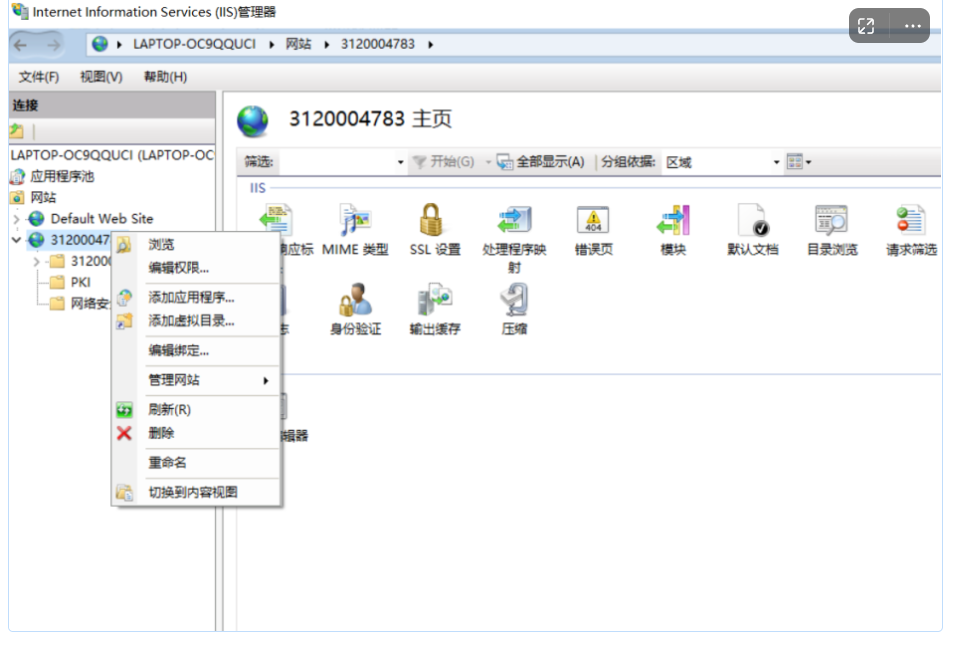 Internet Information Services (IIS)管理器
LAPTOP-OC9QQUCI 网站 3120004783
文件(F) 视图(V) 帮助(H)
连接
LAPTOP-OC9QQUCI (LAPTOP-OC
应用程序池
网站
Default Web Site
31200047
31200
PKI
网络安
浏览
编辑权限...
添加应用程序...
添加虚拟目录...
编辑绑定...
管理网站
刷新(R)
删除
重命名
切换到内容视图
3120004783 主页
筛选: 开始(G) 全部显示(A) 分组依据: 区域
IIS
响应标 MIME 类型 SSL 设置 处理程序映射 错误页 模块 默认文档 目录浏览 请求筛选
404
志 身份验证 输出缓存 压缩
编辑器